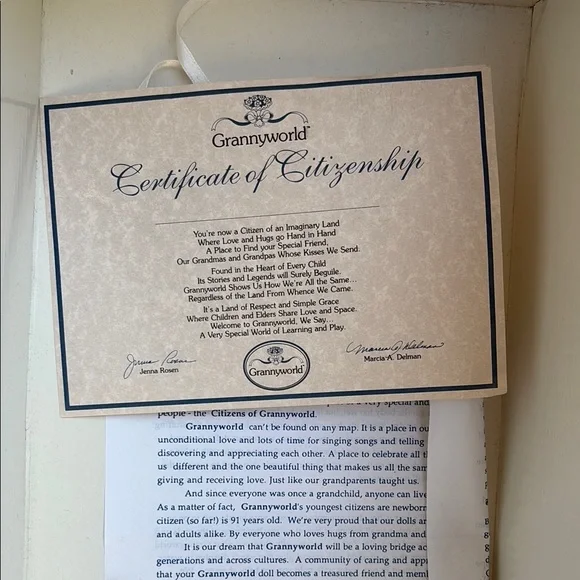 Grannyworld™
Certificate of Citizenship
You're now a Citizen of an Imaginary Land
Where Love and Hugs go Hand in Hand
A Place to Find your Special Friend,
Our Grandmas and Grandpas Whose Kisses We Send.
Found in the Heart of Every Child
Its Stories and Legends will Surely Beguile.
Grannyworld Shows Us How We're All the Same...
Regardless of the Land From Whence We Came.
It's a Land of Respect and Simple Grace
Where Children and Elders Share Love and Space.
Welcome to Grannyworld, We Say...
A Very Special World of Learning and Play.
Jenna Rosen
Jenna Rosen
Grannyworld
Marcia A. Delman
Marcia A. Delman
people - the Citizens of Grannyworld.
a very special and
Grannyworld can't be found on any map. It is a place in ou
unconditional love and lots of time for singing songs and telling
discovering and appreciating each other. A place to celebrate all t
us different and the one beautiful thing that makes us all the sam
giving and receiving love. Just like our grandparents taught us.
And since everyone was once a grandchild, anyone can live
As a matter of fact, Grannyworld's youngest citizens are newborn
citizen (so far!) is 91 years old. We're very proud that our dolls ar
and adults alike. By everyone who loves hugs from grandma and
It is our dream that Grannyworld will be a loving bridge ac
generations and across cultures. A community of caring and app
that your Grannyworld doll becomes a treasured friend and mem